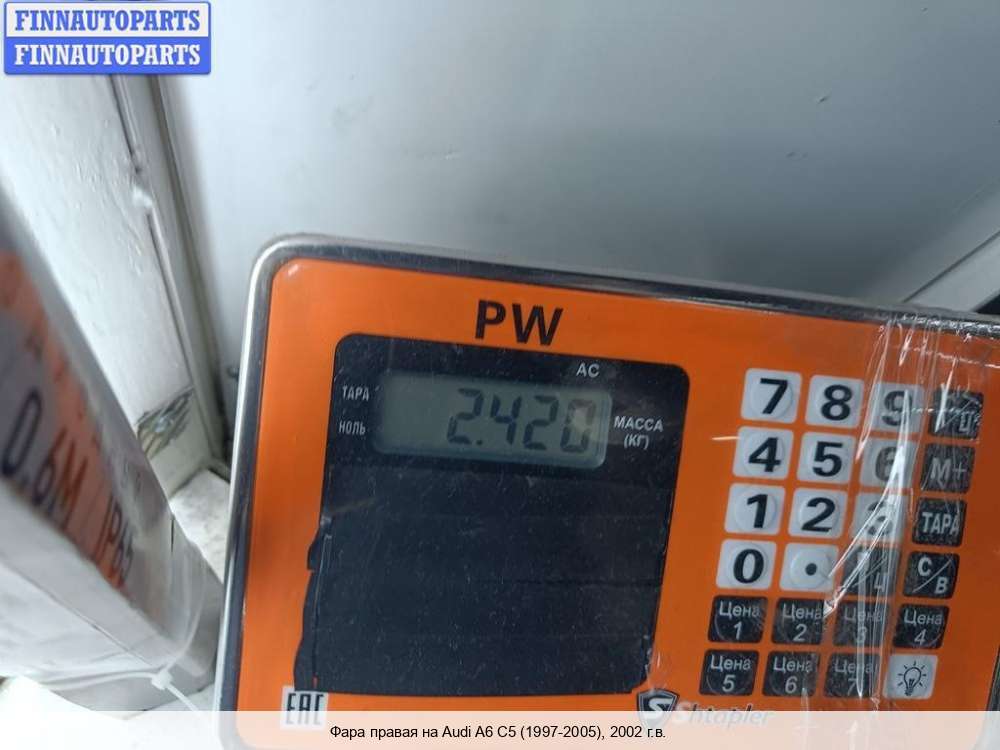 FINNAUTOPARTS
FINNAUTOPARTS
PW
AC
ТАРА
НОЛЬ
2.420
МАССА
(КГ)
7 8 9
4 5 6 М+
1 2 3 ТАРА
0 . С/В
Цена 1 Цена 2 Цена 3 Цена 4
Цена 5 Цена 6 Цена 7
0.6М IP65
EAC
S Shtapler
Фара правая на Audi A6 C5 (1997-2005), 2002 г.в.